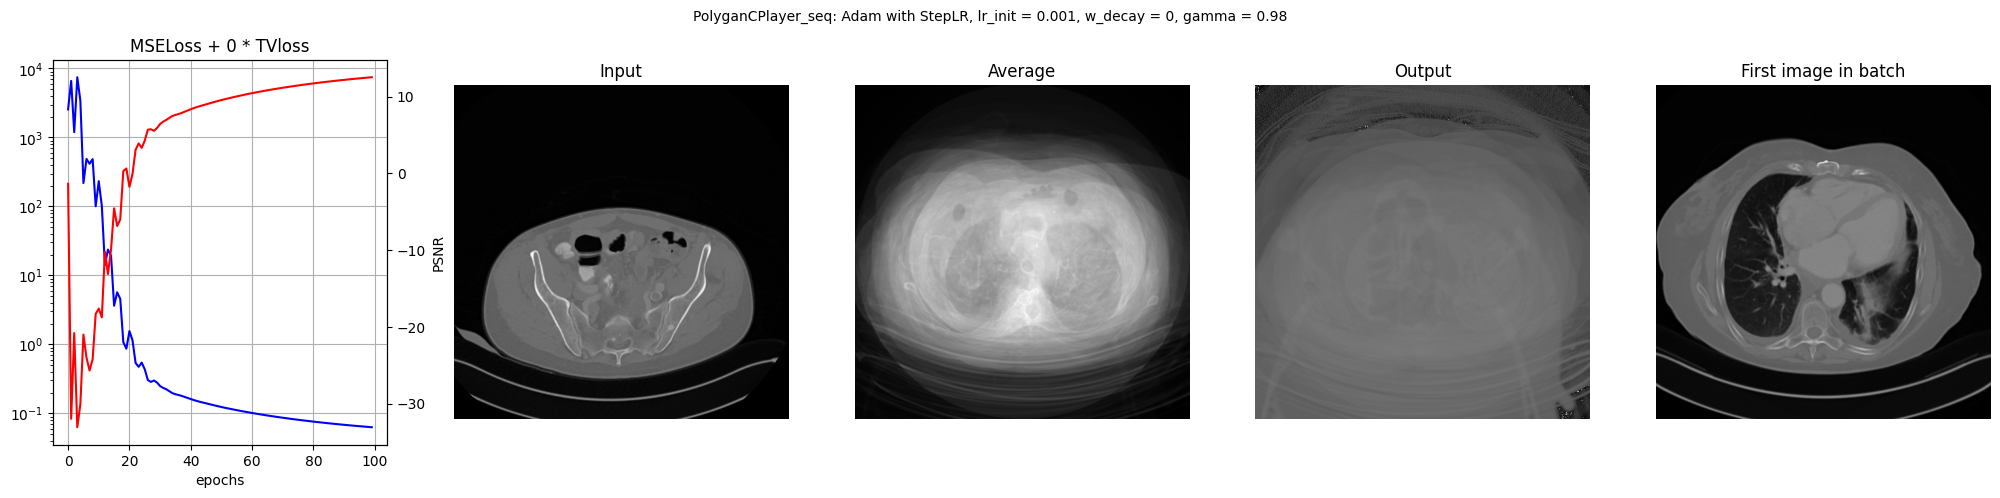 PolyganCPlayer_seq: Adam with StepLR, lr_init = 0.001, w_decay = 0, gamma = 0.98
MSELoss + 0 * TVloss
10^4
10^3
10^2
10^1
10^0
10^-1
0
20
40
60
80
100
epochs
10
0
−10
−20
−30
PSNR
Input
Average
Output
First image in batch